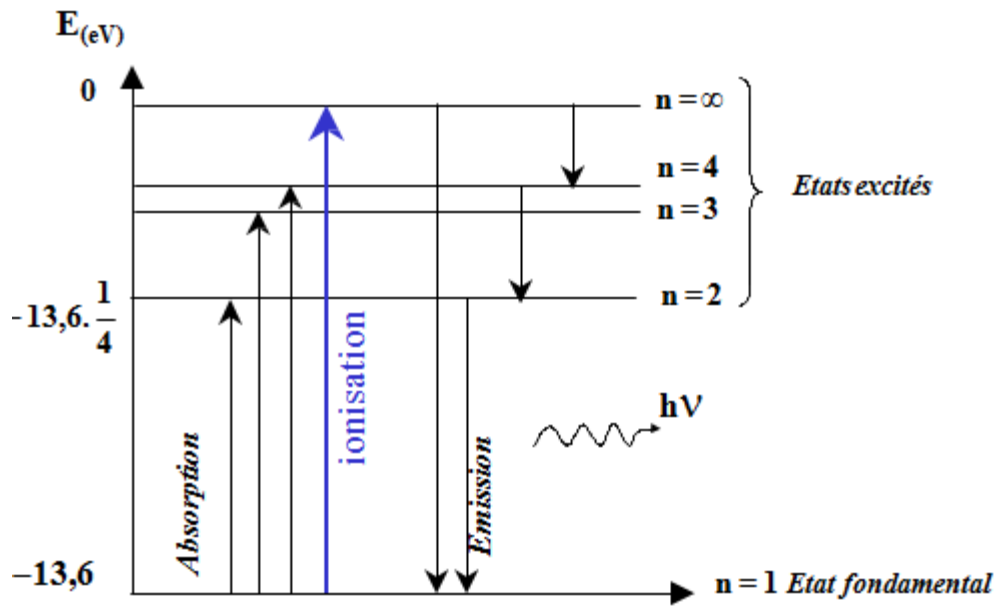 E(eV)
0
n = ∞
n = 4
Etats excités
n = 3
n = 2
-13,6. 1/4
ionisation
hν
Absorption
Emission
–13,6
n = 1 Etat fondamental